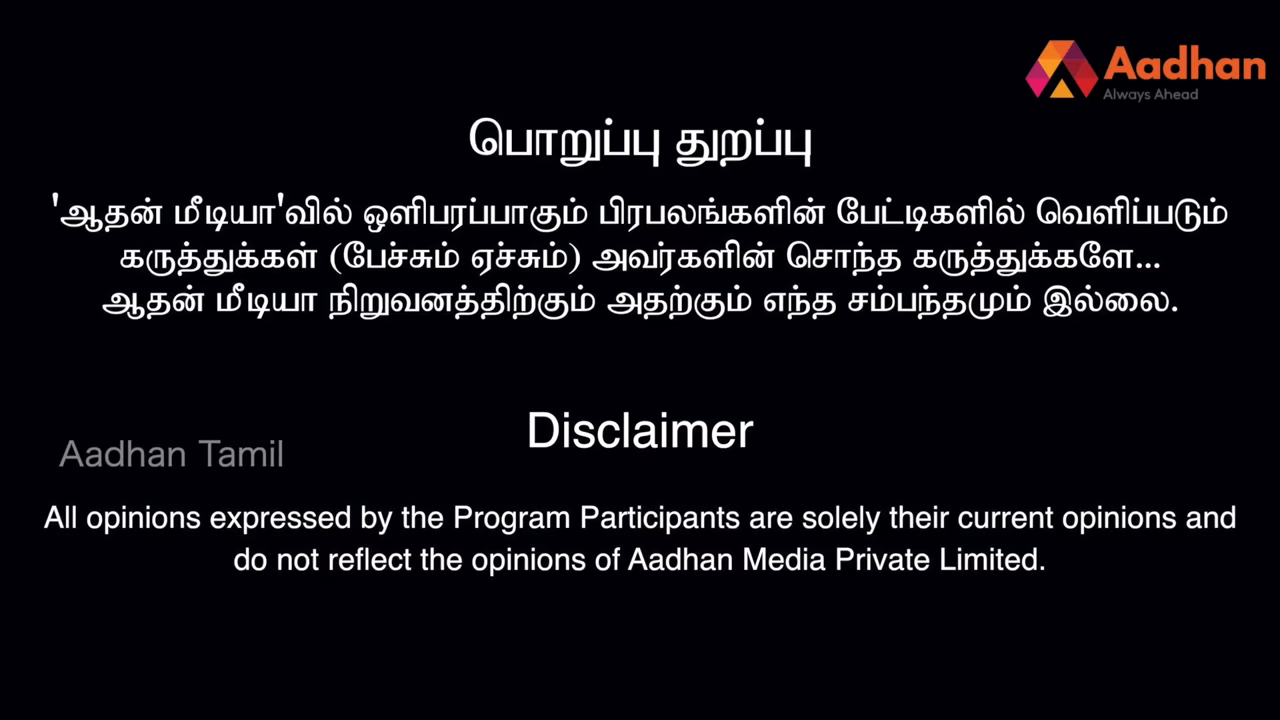 Aadhan
Always Ahead
பொறுப்பு துறப்பு
'ஆதன் மீடியா'வில் ஒளிபரப்பாகும் பிரபலங்களின் பேட்டிகளில் வெளிப்படும்
கருத்துக்கள் (பேச்சும் ஏச்சும்) அவர்களின் சொந்த கருத்துக்களே...
ஆதன் மீடியா நிறுவனத்திற்கும் அதற்கும் எந்த சம்பந்தமும் இல்லை.
Disclaimer
Aadhan Tamil
All opinions expressed by the Program Participants are solely their current opinions and
do not reflect the opinions of Aadhan Media Private Limited.